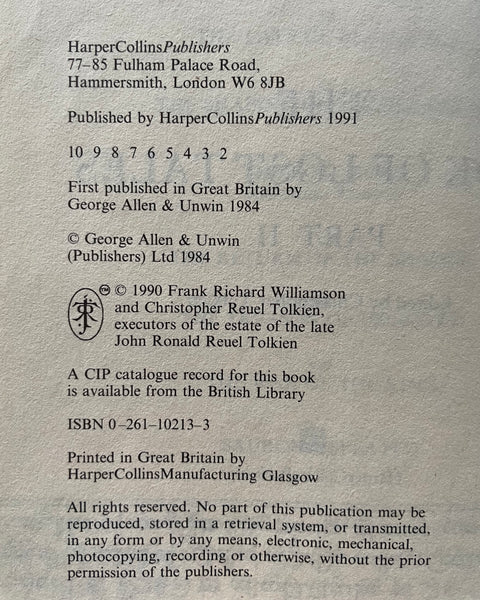 HarperCollinsPublishers
77–85 Fulham Palace Road,
Hammersmith, London W6 8JB
Published by HarperCollinsPublishers 1991
10 9 8 7 6 5 4 3 2
First published in Great Britain by
George Allen & Unwin 1984
© George Allen & Unwin
(Publishers) Ltd 1984
™ © 1990 Frank Richard Williamson
and Christopher Reuel Tolkien,
executors of the estate of the late
John Ronald Reuel Tolkien
A CIP catalogue record for this book
is available from the British Library
ISBN 0–261–10213–3
Printed in Great Britain by
HarperCollinsManufacturing Glasgow
All rights reserved. No part of this publication may be
reproduced, stored in a retrieval system, or transmitted,
in any form or by any means, electronic, mechanical,
photocopying, recording or otherwise, without the prior
permission of the publishers.